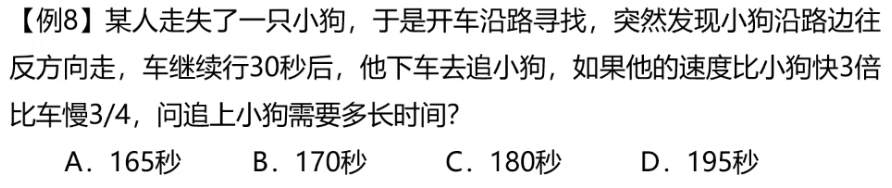 【例8】某人走失了一只小狗，于是开车沿路寻找，突然发现小狗沿路边往
反方向走，车继续行30秒后，他下车去追小狗，如果他的速度比小狗快3倍
比车慢3/4，问追上小狗需要多长时间？
A．165秒 B．170秒 C．180秒 D．195秒